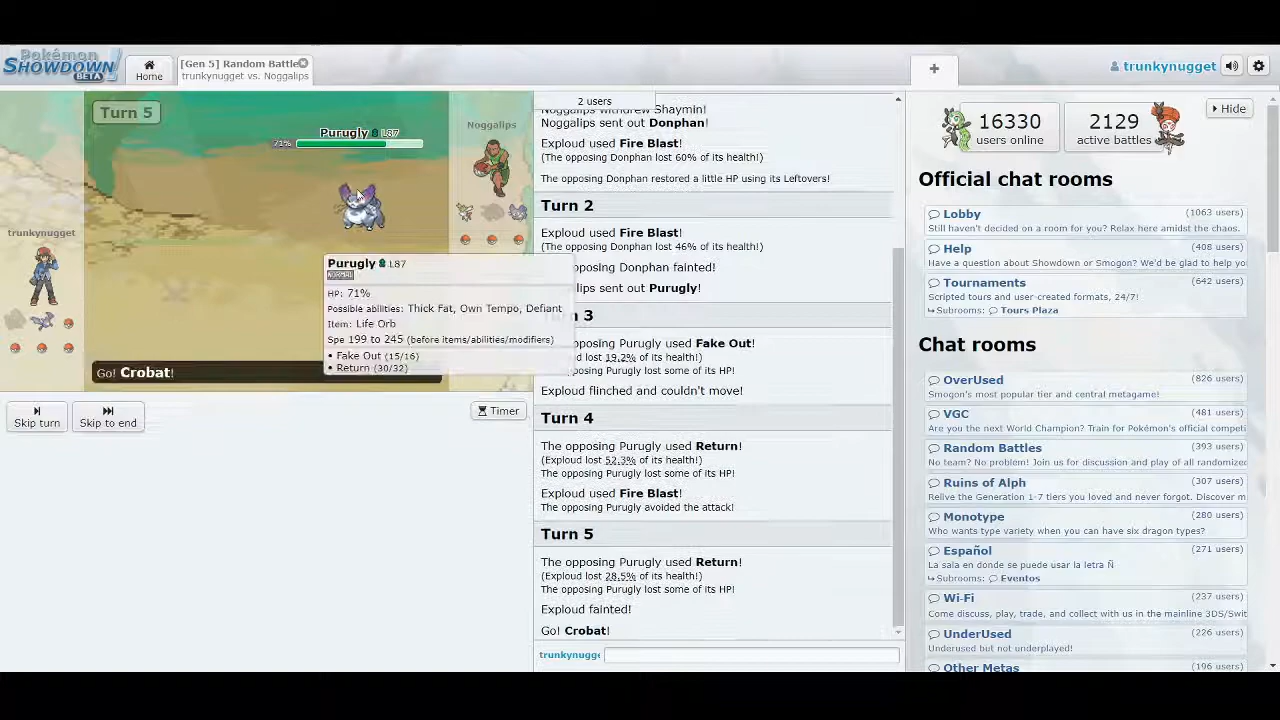 Pokémon
SHOWDOWN!
BETA
Home
[Gen 5] Random Battle
trunkynugget vs. Noggalips
+
trunkynugget
Turn 5
Purugly L87
71%
Noggalips
trunkynugget
Purugly L87
NORMAL
HP: 71%
Possible abilities: Thick Fat, Own Tempo, Defiant
Item: Life Orb
Spe 199 to 245 (before items/abilities/modifiers)
• Fake Out (15/16)
• Return (30/32)
Go! Crobat!
Skip turn
Skip to end
Timer
2 users
Noggalips withdrew Shaymin!
Noggalips sent out Donphan!
Exploud used Fire Blast!
(The opposing Donphan lost 60% of its health!)
The opposing Donphan restored a little HP using its Leftovers!
Turn 2
Exploud used Fire Blast!
(The opposing Donphan lost 46% of its health!)
opposing Donphan fainted!
lips sent out Purugly!
3
opposing Purugly used Fake Out!
oud lost 19.2% of its health!)
opposing Purugly lost some of its HP!
Exploud flinched and couldn't move!
Turn 4
The opposing Purugly used Return!
(Exploud lost 52.3% of its health!)
The opposing Purugly lost some of its HP!
Exploud used Fire Blast!
The opposing Purugly avoided the attack!
Turn 5
The opposing Purugly used Return!
(Exploud lost 28.5% of its health!)
The opposing Purugly lost some of its HP!
Exploud fainted!
Go! Crobat!
trunkynugge
Hide
16330
users online
2129
active battles
Official chat rooms
Lobby (1063 users)
Still haven't decided on a room for you? Relax here amidst the chaos.
Help (408 users)
Have a question about Showdown or Smogon? We'd be glad to help yo
Tournaments (642 users)
Scripted tours and user-created formats, 24/7!
Subrooms: Tours Plaza
Chat rooms
OverUsed (826 users)
Smogon's most popular tier and central metagame!
VGC (481 users)
Are you the next World Champion? Train for Pokémon's official competi
Random Battles (393 users)
No team? No problem! Join us for discussion and play of all randomize
Ruins of Alph (307 users)
Relive the Generation 1-7 tiers you loved and never forgot. Discover m
Monotype (280 users)
Who wants type variety when you can have six dragon types?
Español (271 users)
La sala en donde se puede usar la letra Ñ
Subrooms: Eventos
Wi-Fi (237 users)
Come discuss, play, trade, and collect with us in the mainline 3DS/Swit
UnderUsed (226 users)
Underused but not underplayed!
Other Metas (196 users)